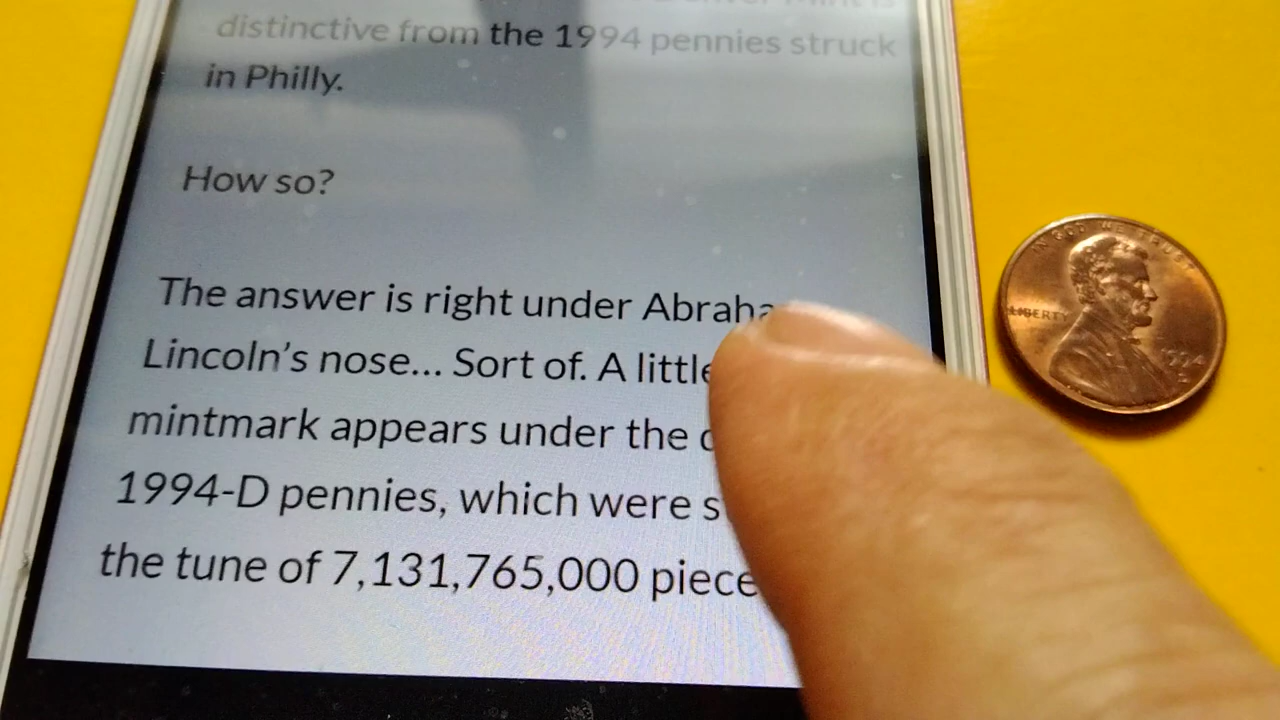 distinctive from the 1994 pennies struck
in Philly.
How so?
The answer is right under
Lincoln's nose... Sort of. A little
mintmark appears under the
1994-D pennies, which were
the tune of 7,131,765,000
IN GOD WE TRUST
LIBERTY
1994
D